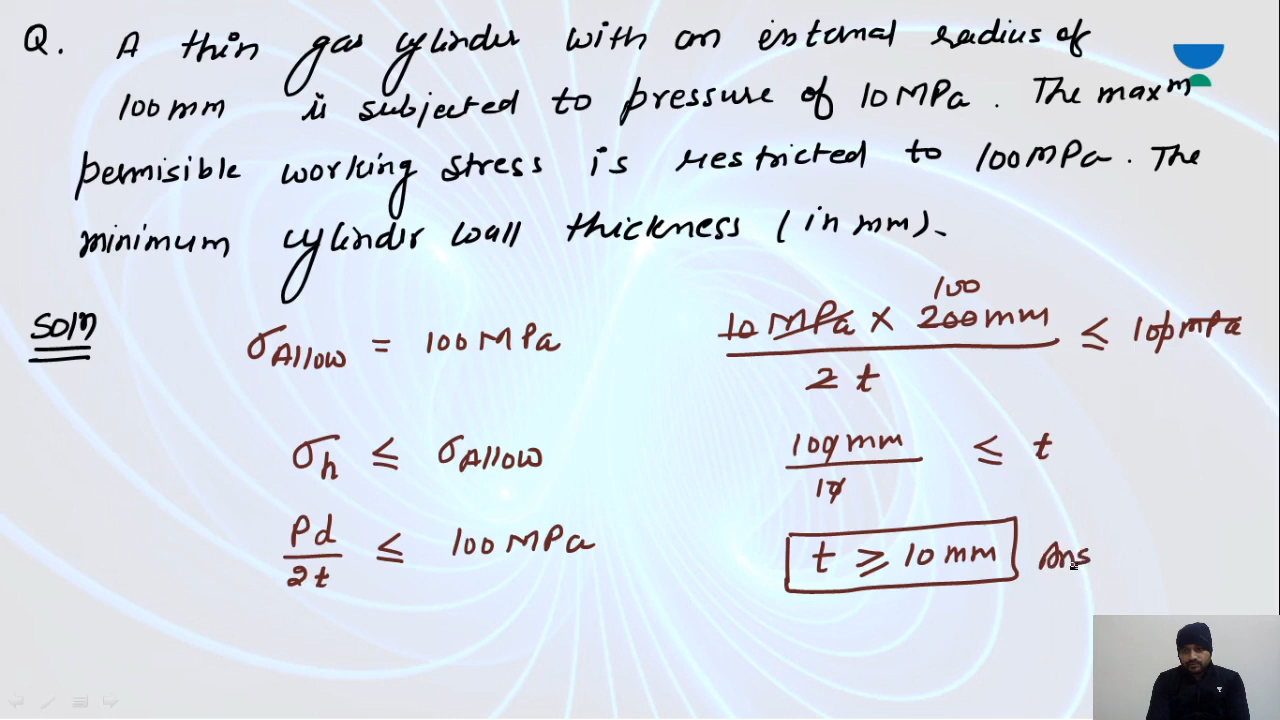 Q. A thin gas cylinder with an external radius of
100 mm is subjected to pressure of 10 MPa. The maxm
permisible working stress is restricted to 100 MPa. The
minimum cylinder wall thickness (in mm).
Soln
σAllow = 100 MPa
σh ≤ σAllow
Pd
2t
≤ 100 MPa
100
10 MPa × 200 mm
2 t
≤ 100 MPa
100 mm
10
≤ t
t ≥ 10 mm Ans